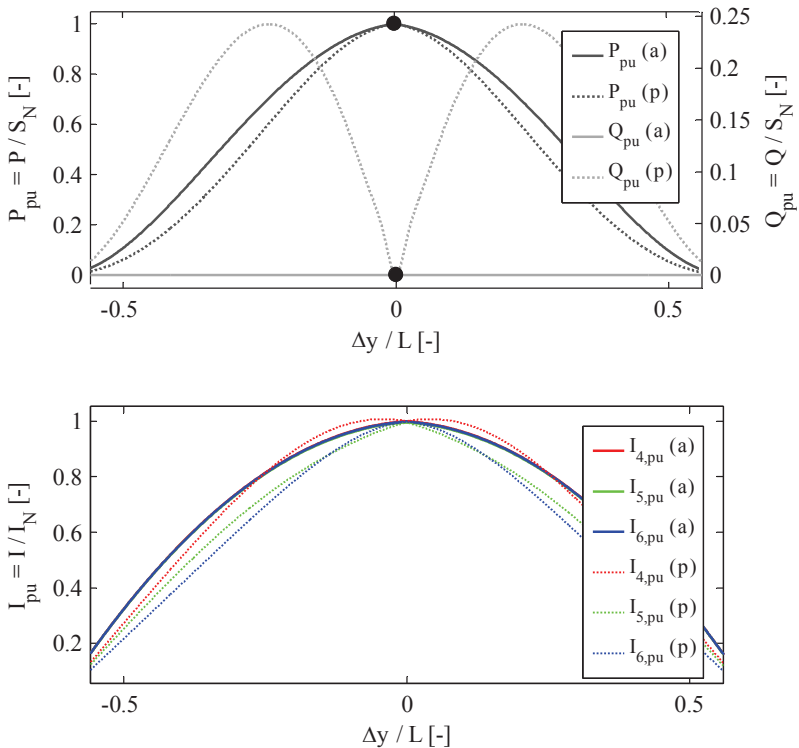 P_pu = P / S_N [-]
1
0.8
0.6
0.4
0.2
0
0.25
0.2
0.15
0.1
0.05
0
Q_pu = Q / S_N [-]
P_pu (a)
P_pu (p)
Q_pu (a)
Q_pu (p)
-0.5
0
0.5
Δy / L [-]
I_pu = I / I_N [-]
1
0.8
0.6
0.4
0.2
I_4,pu (a)
I_5,pu (a)
I_6,pu (a)
I_4,pu (p)
I_5,pu (p)
I_6,pu (p)
-0.5
0
0.5
Δy / L [-]